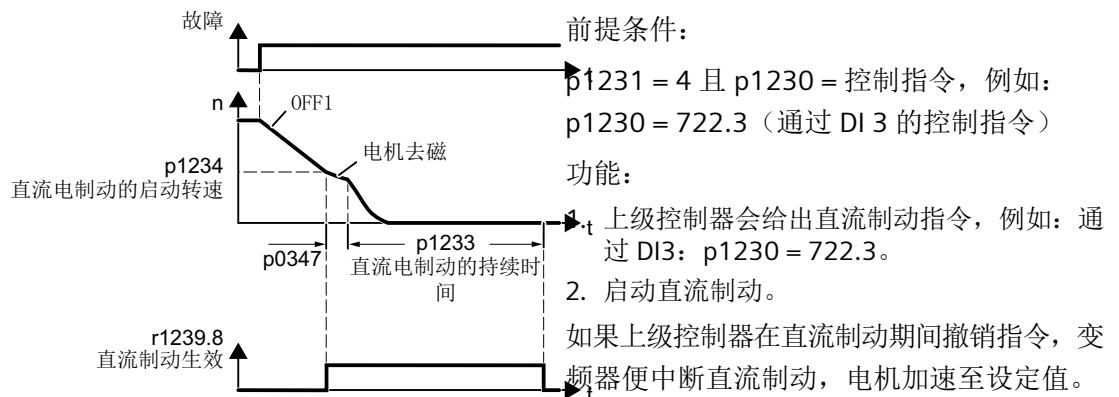 故障
t
n
OFF1
电机去磁
p1234
直流电制动的启动转速
t
p0347
p1233
直流电制动的持续时
间
r1239.8
直流制动生效
t
前提条件：
p1231 = 4 且 p1230 = 控制指令，例如：
p1230 = 722.3（通过 DI 3 的控制指令）
功能：
1. 上级控制器会给出直流制动指令，例如：通
过 DI3：p1230 = 722.3。
2. 启动直流制动。
如果上级控制器在直流制动期间撤销指令，变
频器便中断直流制动，电机加速至设定值。